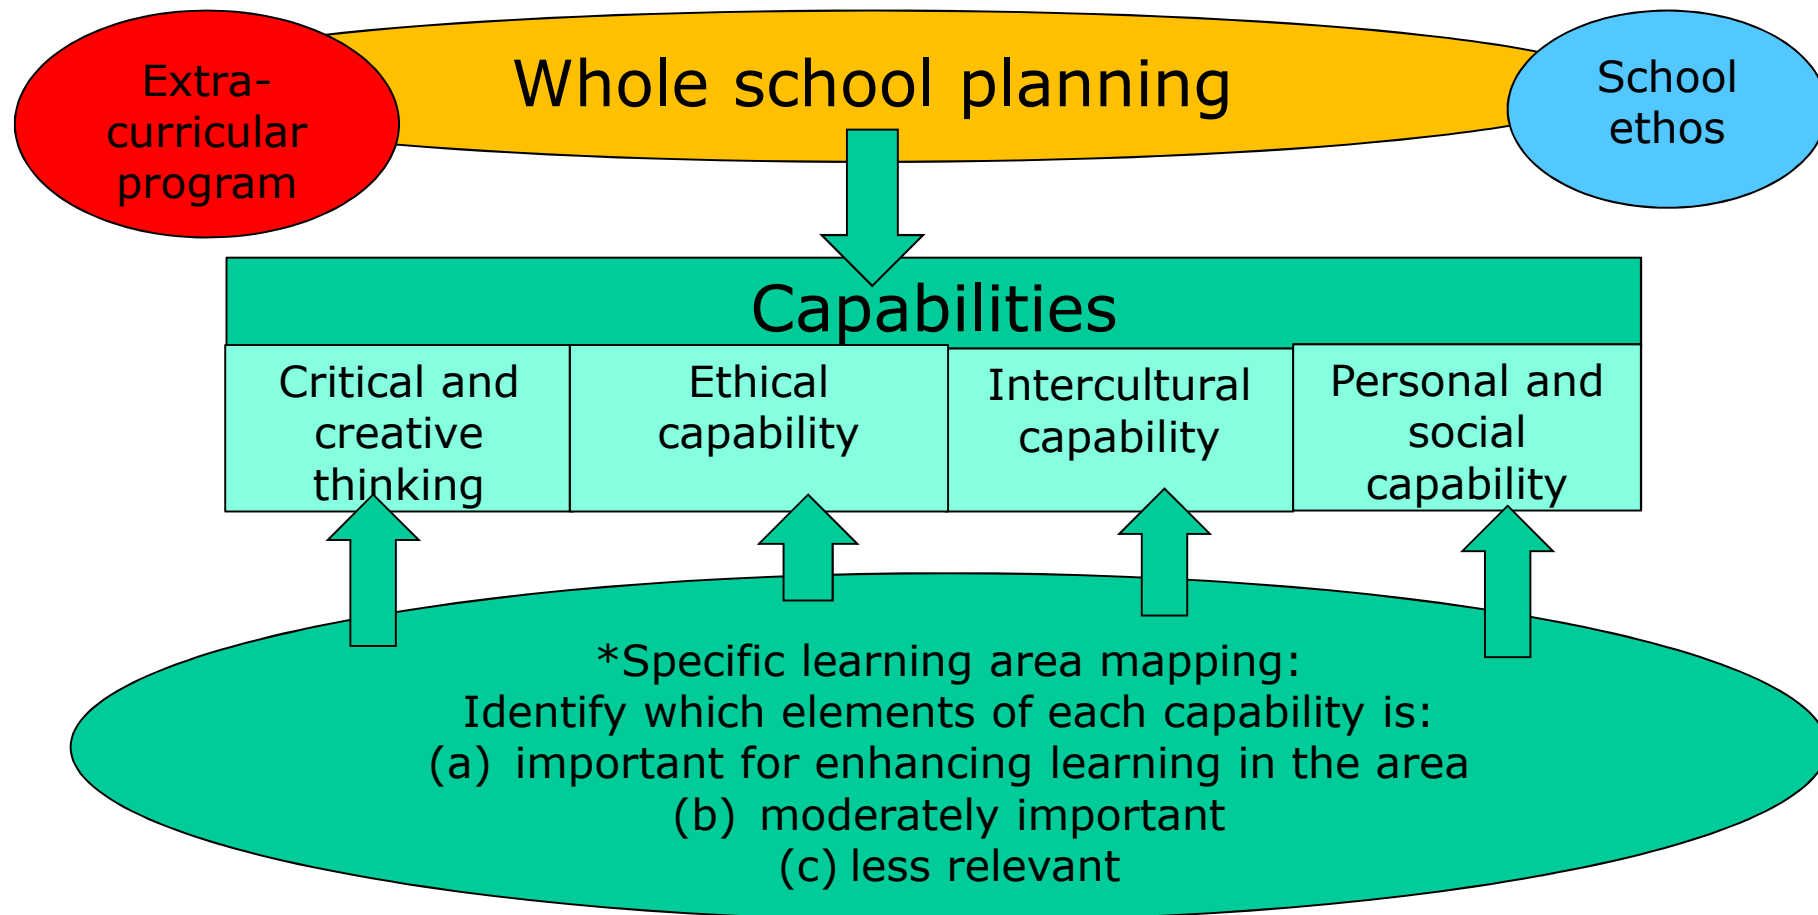 Extra-
curricular
program
Whole school planning
School
ethos
Capabilities
Critical and
creative
thinking
Ethical
capability
Intercultural
capability
Personal and
social
capability
*Specific learning area mapping:
Identify which elements of each capability is:
(a) important for enhancing learning in the area
(b) moderately important
(c) less relevant